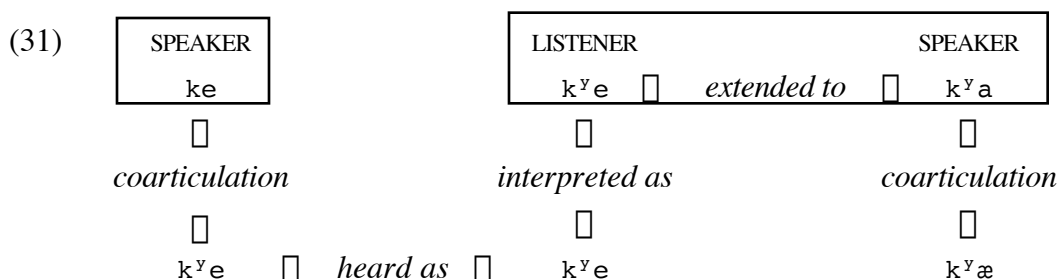 (31) SPEAKER LISTENER SPEAKER
ke kʸe extended to kʸa
coarticulation interpreted as coarticulation
kʸe heard as kʸe kʸæ